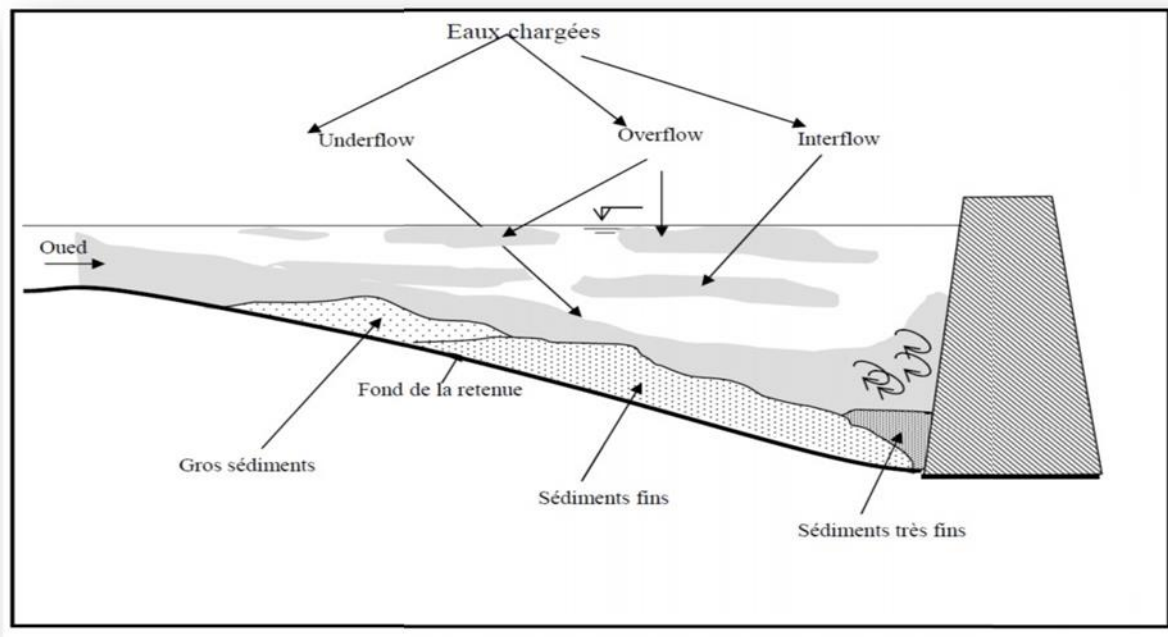 Eaux chargées
Underflow
Overflow
Interflow
Oued
Fond de la retenue
Gros sédiments
Sédiments fins
Sédiments très fins